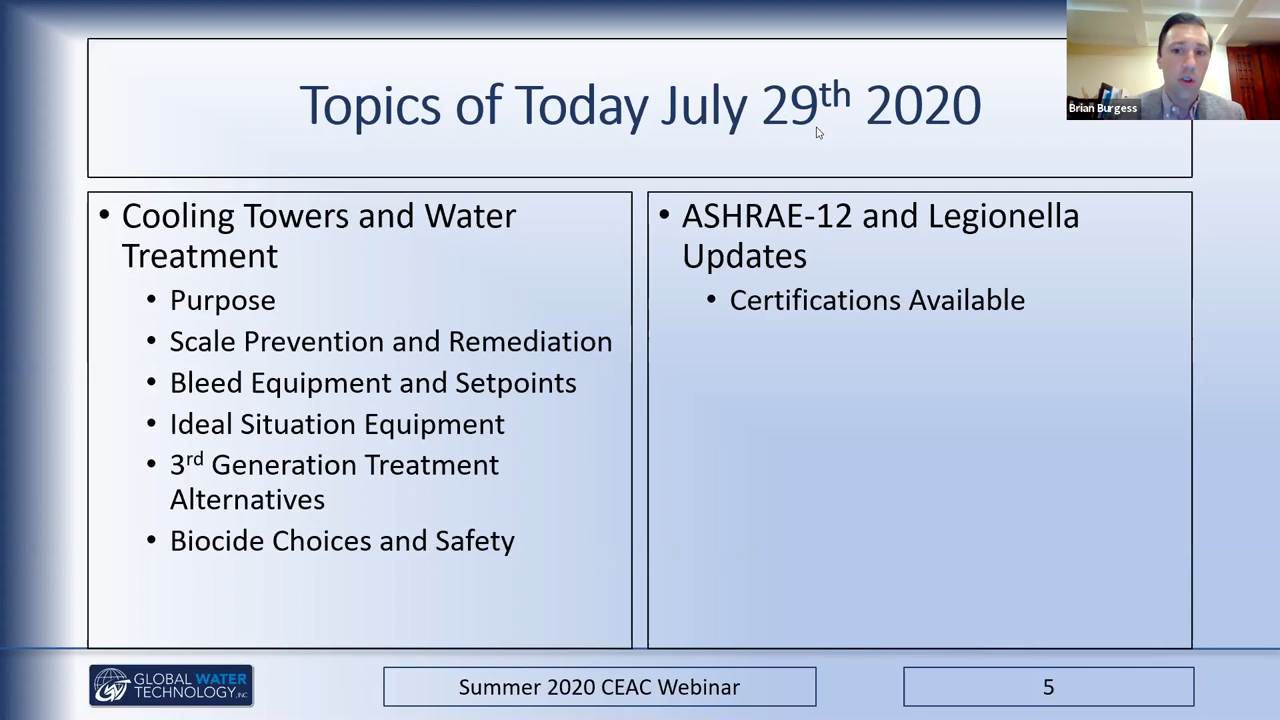 Topics of Today July 29th 2020
Brian Burgess
• Cooling Towers and Water
Treatment
• Purpose
• Scale Prevention and Remediation
• Bleed Equipment and Setpoints
• Ideal Situation Equipment
• 3rd Generation Treatment
Alternatives
• Biocide Choices and Safety
• ASHRAE-12 and Legionella
Updates
• Certifications Available
GLOBAL WATER
TECHNOLOGY, INC
Summer 2020 CEAC Webinar
5